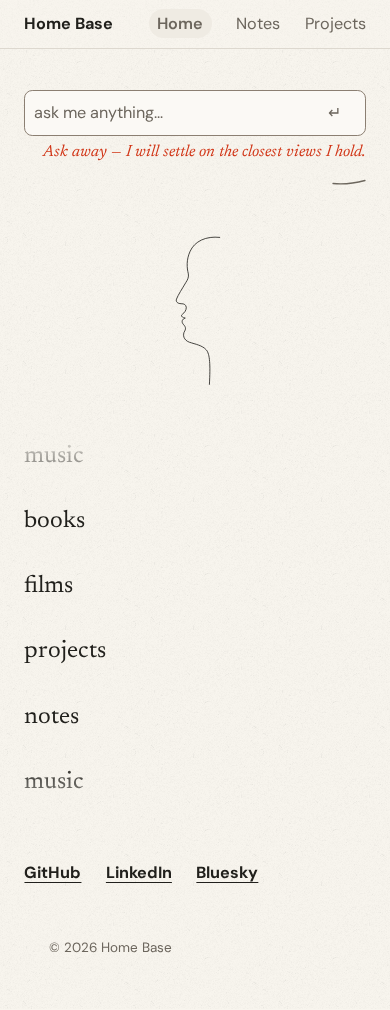 Home Base Home Notes Projects
ask me anything... ↵
Ask away — I will settle on the closest views I hold.
music
books
films
projects
notes
music
GitHub LinkedIn Bluesky
© 2026 Home Base